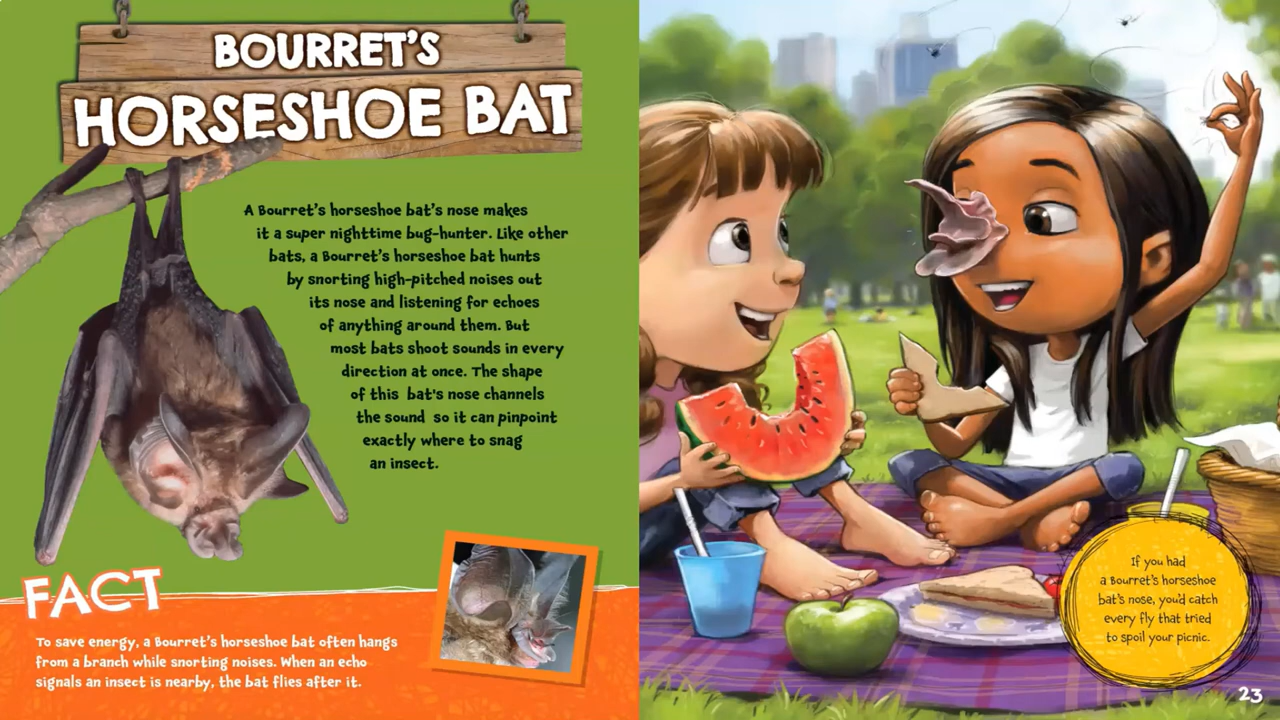 BOURRET'S
HORSESHOE BAT
A Bourret's horseshoe bat's nose makes
it a super nighttime bug-hunter. Like other
bats, a Bourret's horseshoe bat hunts
by snorting high-pitched noises out
its nose and listening for echoes
of anything around them. But
most bats shoot sounds in every
direction at once. The shape
of this bat's nose channels
the sound so it can pinpoint
exactly where to snag
an insect.
FACT
To save energy, a Bourret's horseshoe bat often hangs
from a branch while snorting noises. When an echo
signals an insect is nearby, the bat flies after it.
If you had
a Bourret's horseshoe
bat's nose, you'd catch
every fly that tried
to spoil your picnic.
23